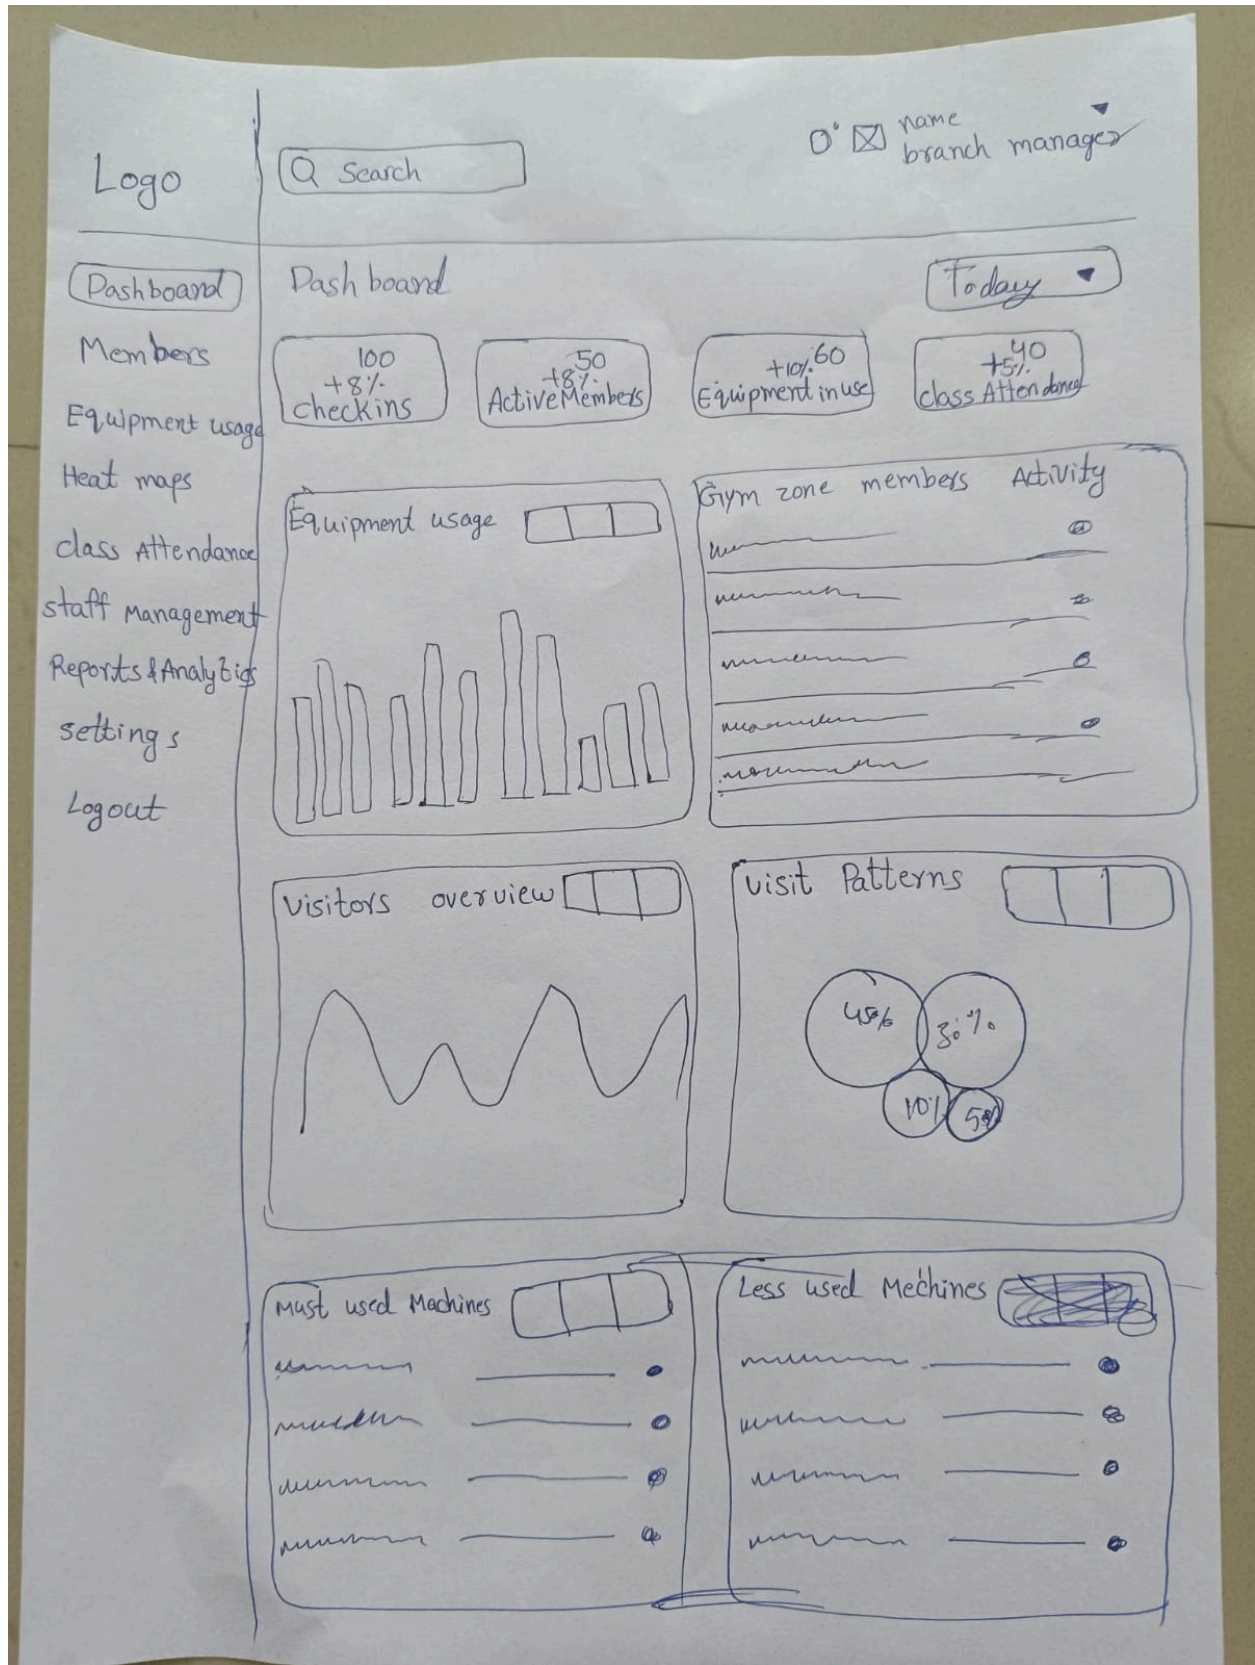 Logo
Search
name
branch manager
Dashboard
Members
Equipment usage
Heat maps
class Attendance
staff Management
Reports & Analytics
settings
Logout
Dashboard
Today
100
+8%
checkins
50
+8%
Active Members
60
+10%
Equipment in use
40
+5%
class Attendance
Equipment usage
Gym zone members Activity
visitors overview
visit Patterns
45%
30%
10%
Must used Machines
Less used Mechines